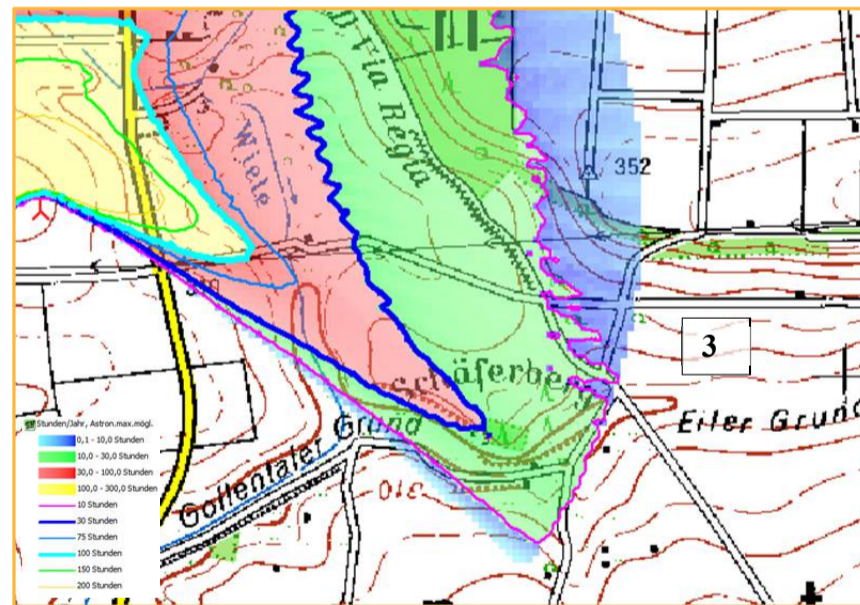 D Via Regia
Wiete
352
3
Schäferberg
Eiler Grund
Gollentaler Grund
310
Stunden/Jahr, Astron.max.mögl.
0,1 - 10,0 Stunden
10,0 - 30,0 Stunden
30,0 - 100,0 Stunden
100,0 - 300,0 Stunden
10 Stunden
30 Stunden
75 Stunden
100 Stunden
150 Stunden
200 Stunden